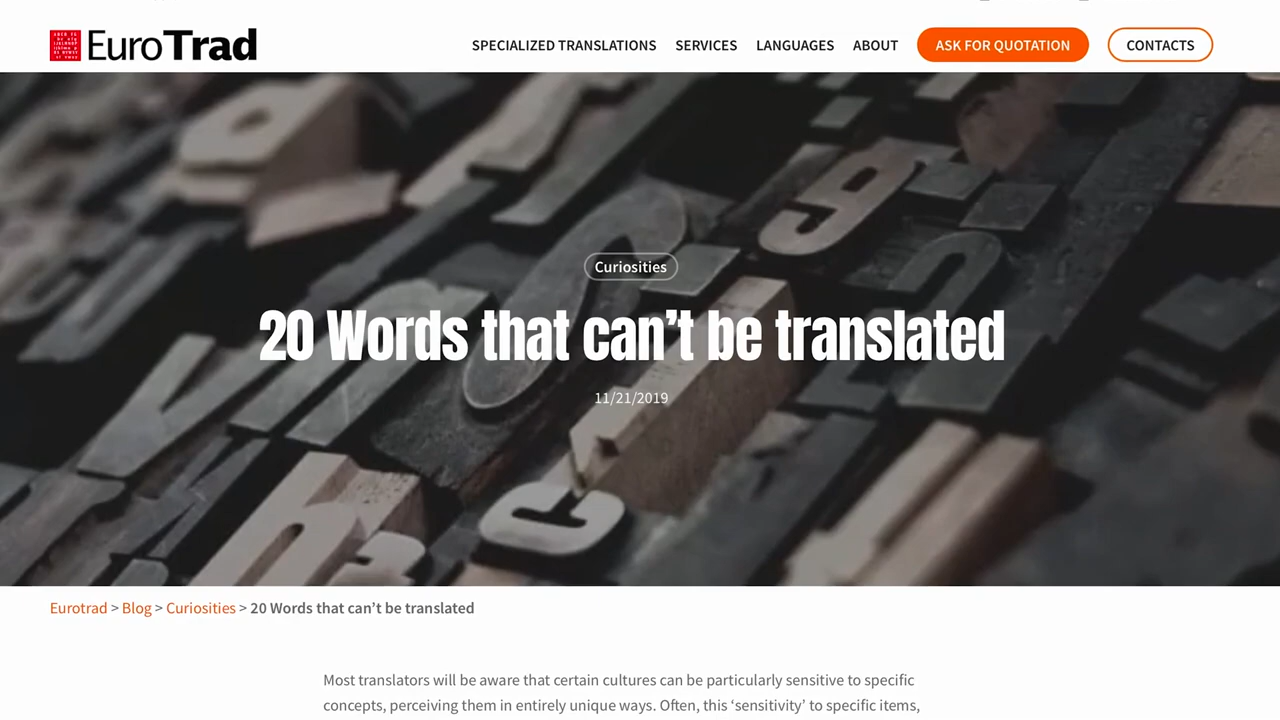 EuroTrad
SPECIALIZED TRANSLATIONS SERVICES LANGUAGES ABOUT ASK FOR QUOTATION CONTACTS
Curiosities
20 Words that can't be translated
11/21/2019
Eurotrad > Blog > Curiosities > 20 Words that can't be translated
Most translators will be aware that certain cultures can be particularly sensitive to specific
concepts, perceiving them in entirely unique ways. Often, this ‘sensitivity’ to specific items,